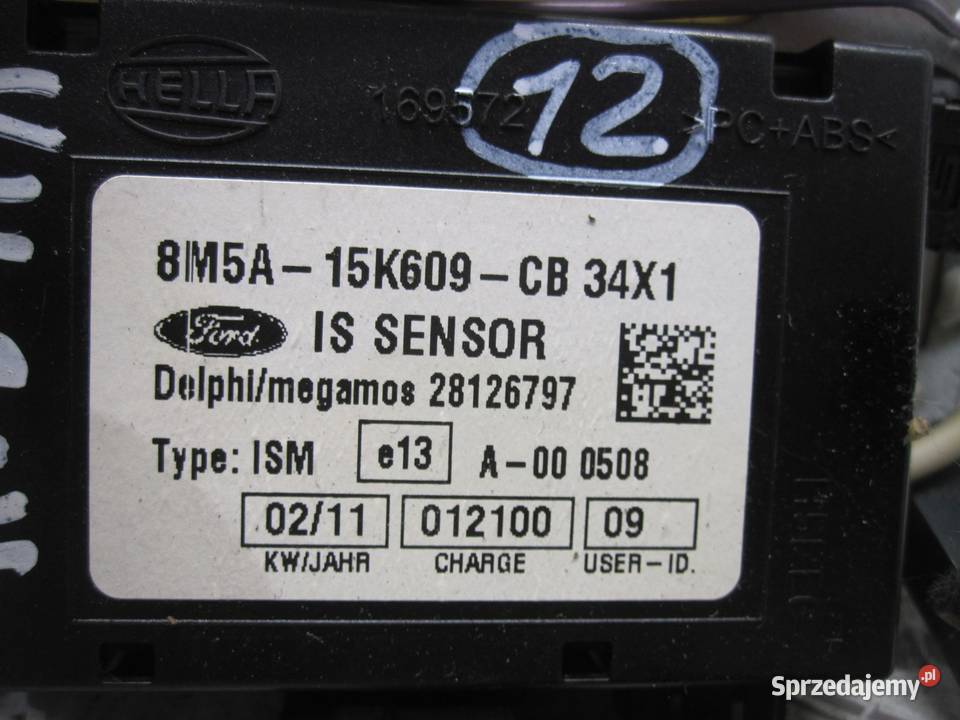 HELLA
169572
12
>PC+ABS<
8M5A-15K609-CB 34X1
Ford IS SENSOR
Delphi/megamos 28126797
Type: ISM e13 A-00 0508
02/11 012100 09
KW/JAHR CHARGE USER-ID.
Sprzedajemy.pl